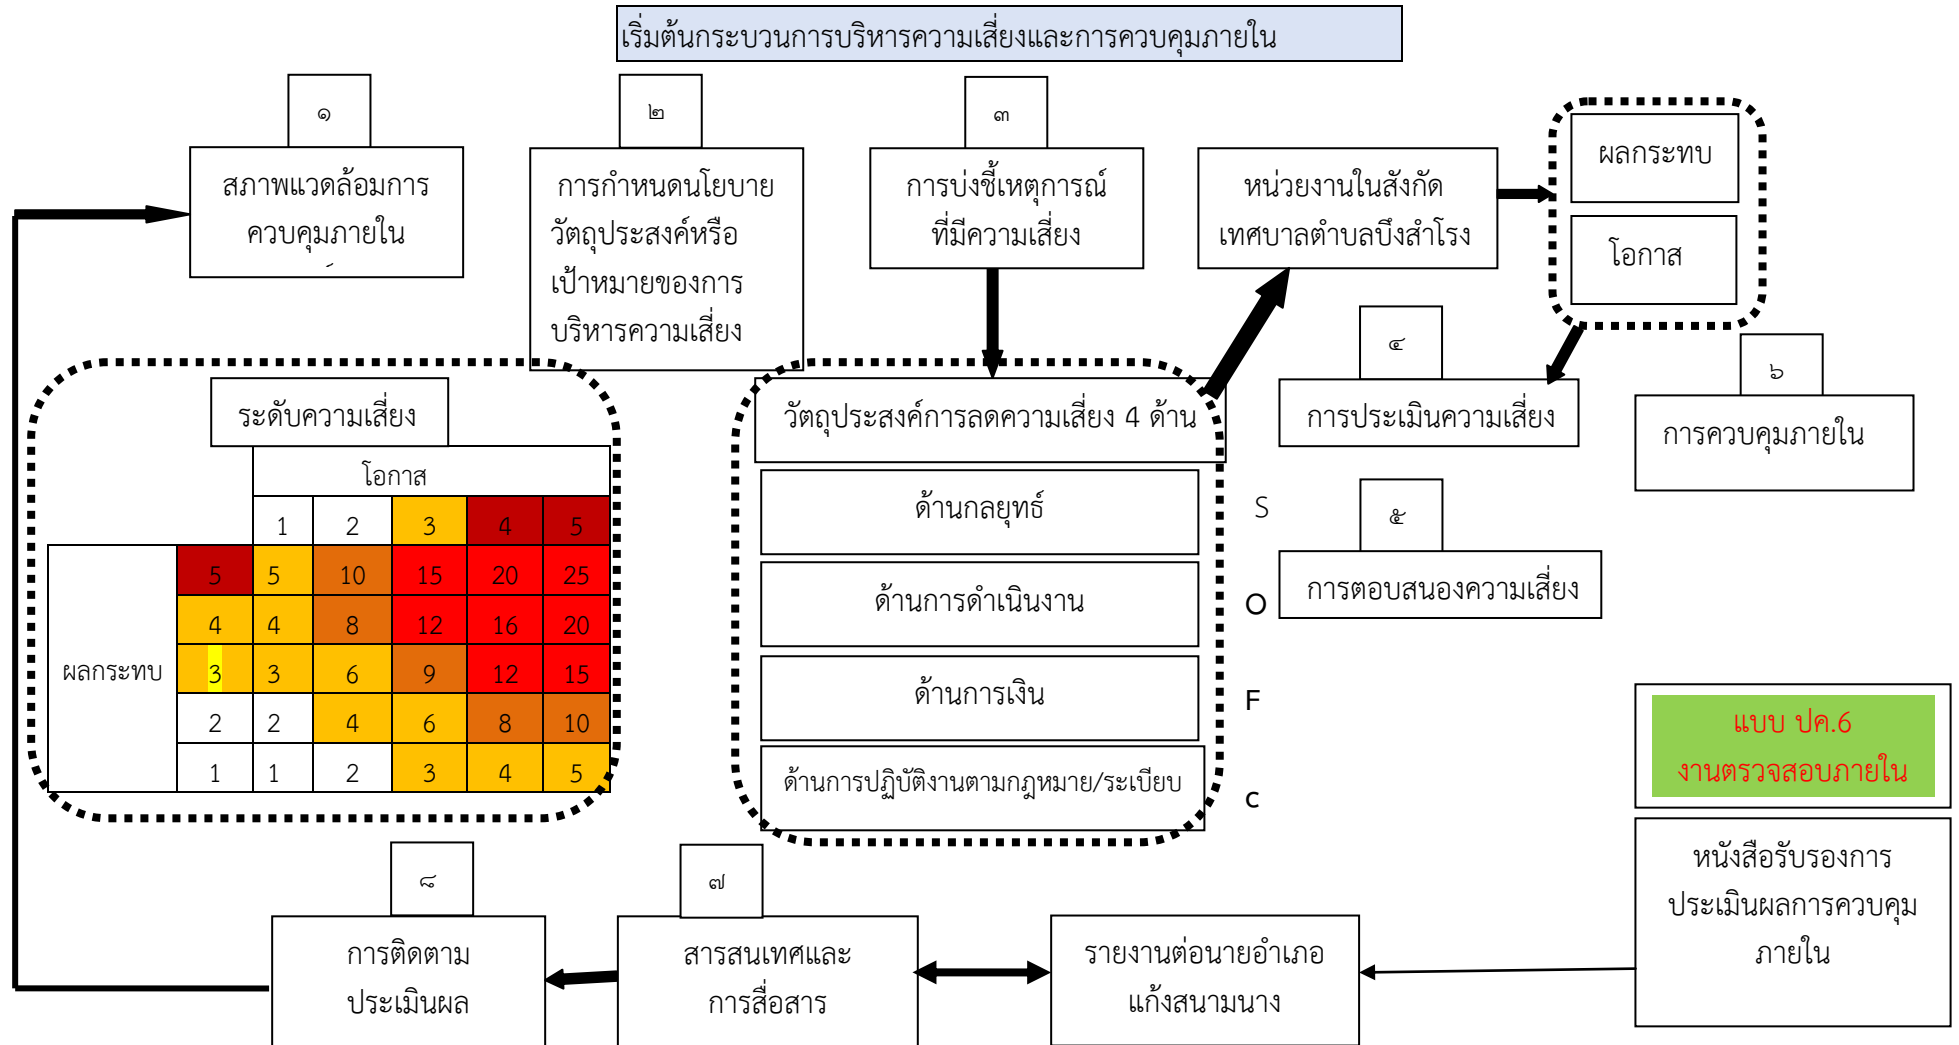 เริ่มต้นกระบวนการบริหารความเสี่ยงและการควบคุมภายใน
๑
สภาพแวดล้อมการ
ควบคุมภายใน
๒
การกำหนดนโยบาย
วัตถุประสงค์หรือ
เป้าหมายของการ
บริหารความเสี่ยง
๓
การบ่งชี้เหตุการณ์
ที่มีความเสี่ยง
หน่วยงานในสังกัด
เทศบาลตำบลบึงสำโรง
ผลกระทบ
โอกาส
๔
การประเมินความเสี่ยง
๖
การควบคุมภายใน
๕
การตอบสนองความเสี่ยง
ระดับความเสี่ยง
โอกาส
1 2 3 4 5
ผลกระทบ
5 5 10 15 20 25
4 4 8 12 16 20
3 3 6 9 12 15
2 2 4 6 8 10
1 1 2 3 4 5
วัตถุประสงค์การลดความเสี่ยง 4 ด้าน
ด้านกลยุทธ์ S
ด้านการดำเนินงาน O
ด้านการเงิน F
ด้านการปฏิบัติงานตามกฎหมาย/ระเบียบ c
แบบ ปค.6
งานตรวจสอบภายใน
หนังสือรับรองการ
ประเมินผลการควบคุม
ภายใน
รายงานต่อนายอำเภอ
แก้งสนามนาง
๗
สารสนเทศและ
การสื่อสาร
๘
การติดตาม
ประเมินผล